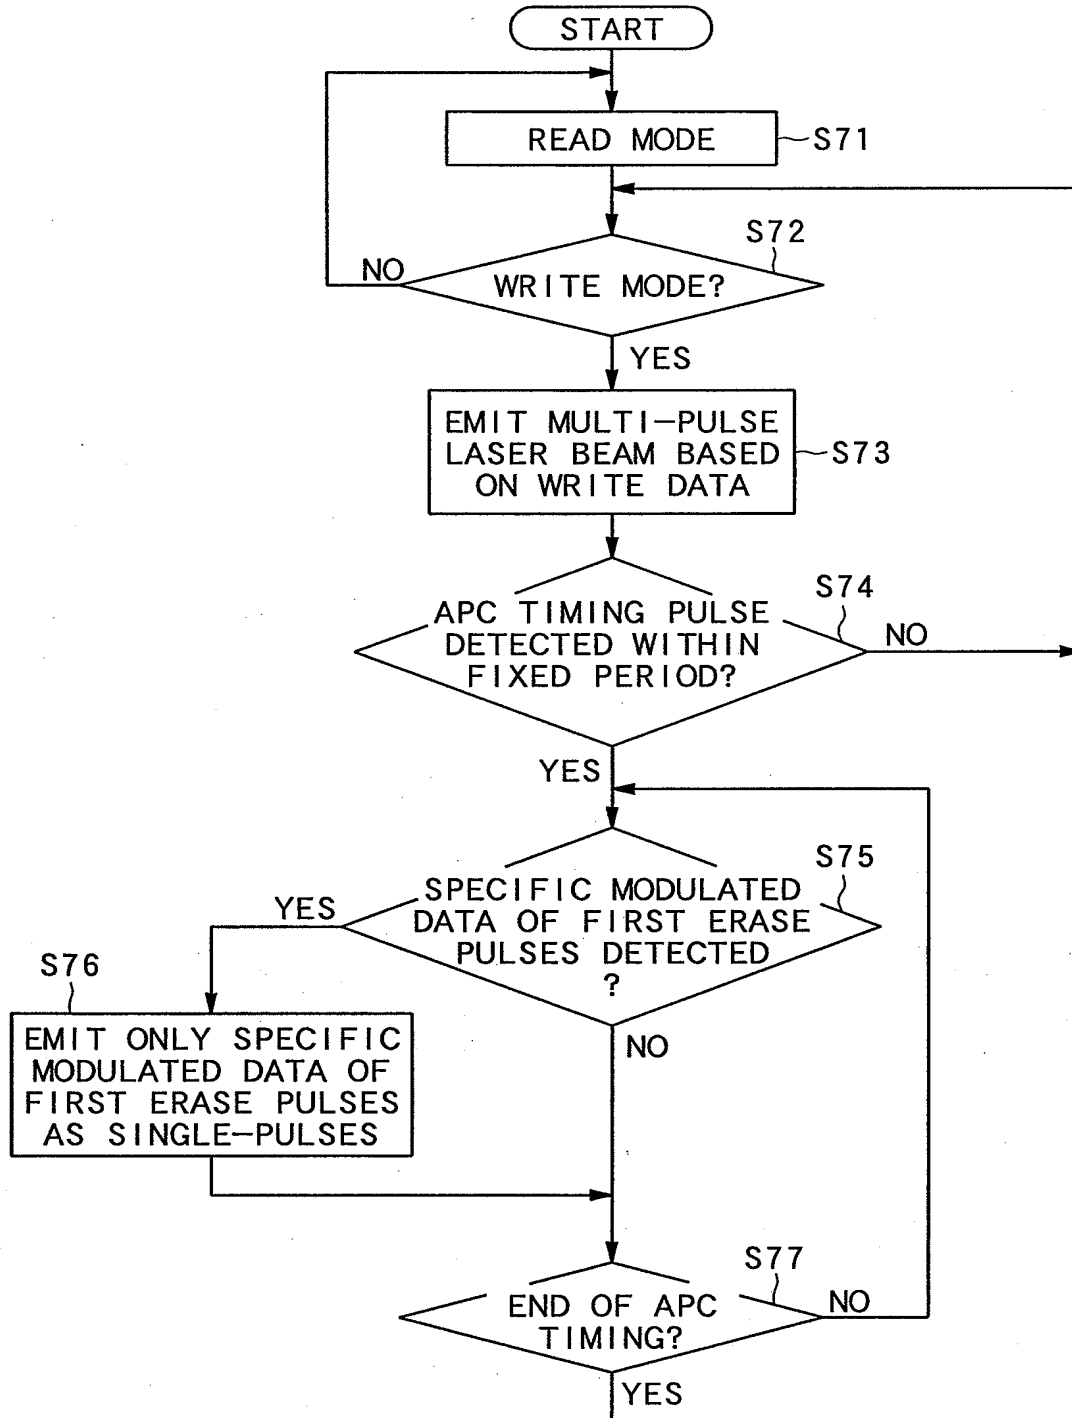 START
READ MODE
S71
S72
NO
WRITE MODE?
YES
EMIT MULTI-PULSE
LASER BEAM BASED
ON WRITE DATA
S73
S74
APC TIMING PULSE
DETECTED WITHIN
FIXED PERIOD?
NO
YES
S75
SPECIFIC MODULATED
DATA OF FIRST ERASE
PULSES DETECTED
?
YES
NO
S76
EMIT ONLY SPECIFIC
MODULATED DATA OF
FIRST ERASE PULSES
AS SINGLE-PULSES
S77
END OF APC
TIMING?
NO
YES